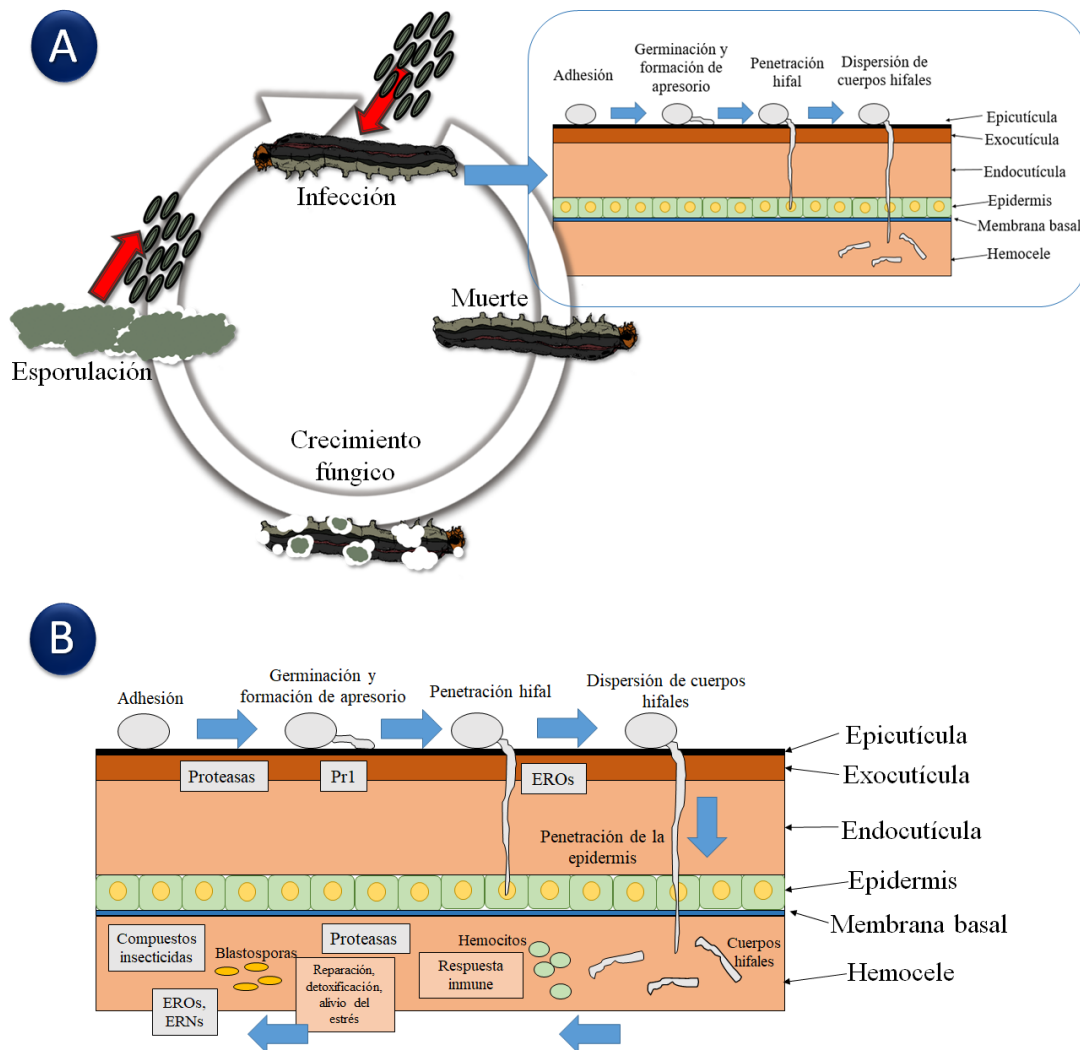 A
Infección
Muerte
Crecimiento
fúngico
Esporulación
Adhesión
Germinación y
formación de
apresorio
Penetración
hifal
Dispersión de
cuerpos hifales
Epicutícula
Exocutícula
Endocutícula
Epidermis
Membrana basal
Hemocele
B
Adhesión
Germinación y
formación de apresorio
Penetración hifal
Dispersión de cuerpos
hifales
Proteasas
Pr1
EROs
Penetración de la
epidermis
Epicutícula
Exocutícula
Endocutícula
Epidermis
Membrana basal
Hemocele
Compuestos
insecticidas
Blastosporas
EROs,
ERNs
Proteasas
Reparación,
detoxificación,
alivio del
estrés
Hemocitos
Respuesta
inmune
Cuerpos
hifales